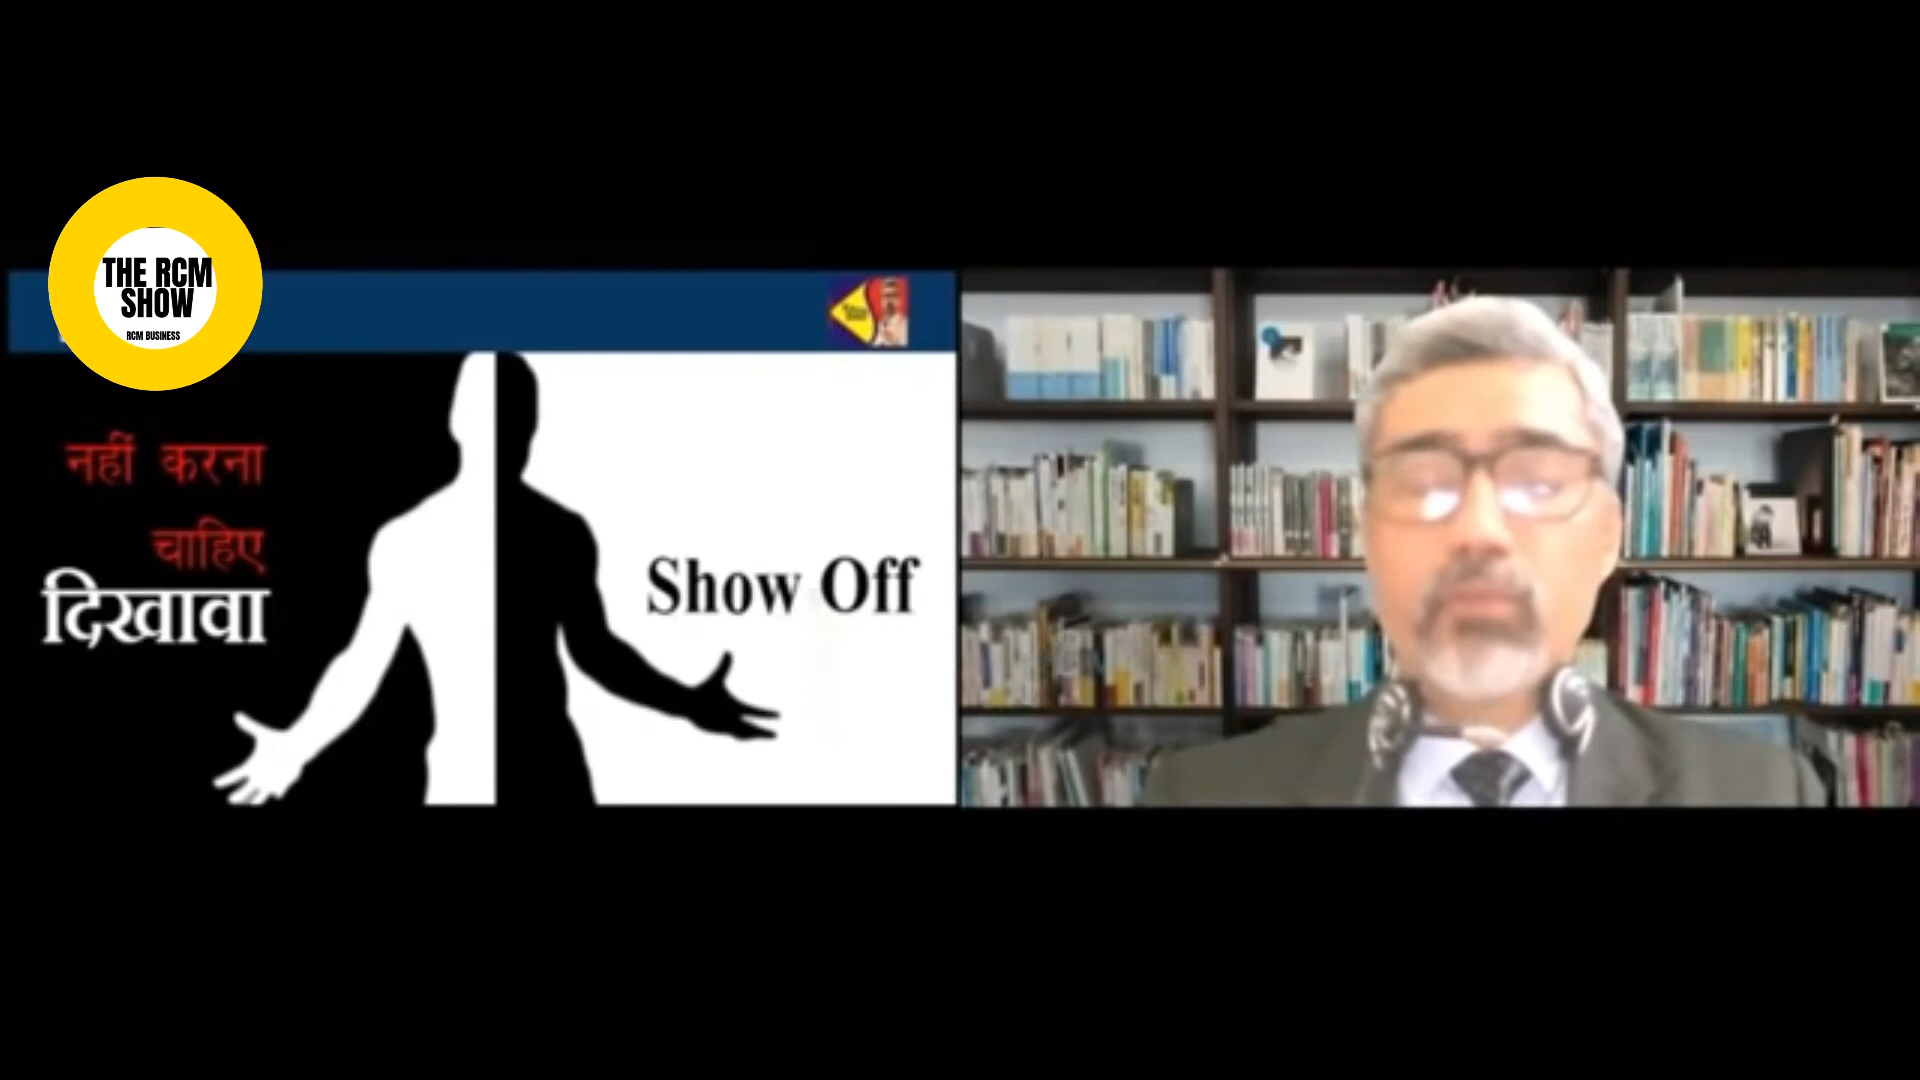 THE RCM
SHOW
RCM BUSINESS
नहीं करना
चाहिए
दिखावा
Show Off